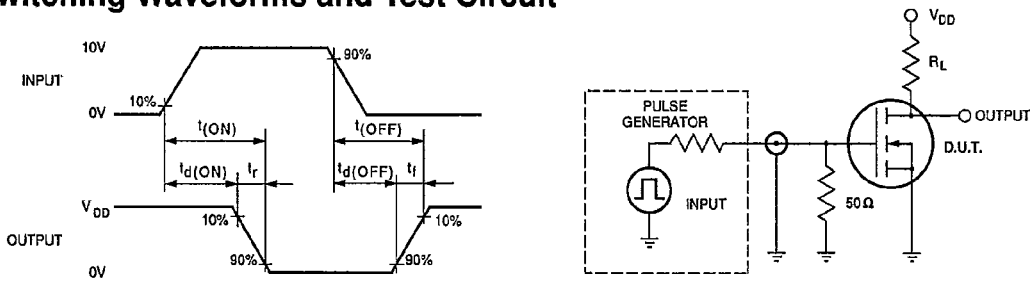 witching Waveforms and Test Circuit
10V
INPUT
0V
10%
90%
t(ON)
t(OFF)
td(ON)
tr
td(OFF)
tf
VDD
OUTPUT
0V
10%
90%
90%
10%
VDD
RL
OUTPUT
D.U.T.
PULSE
GENERATOR
INPUT
50Ω